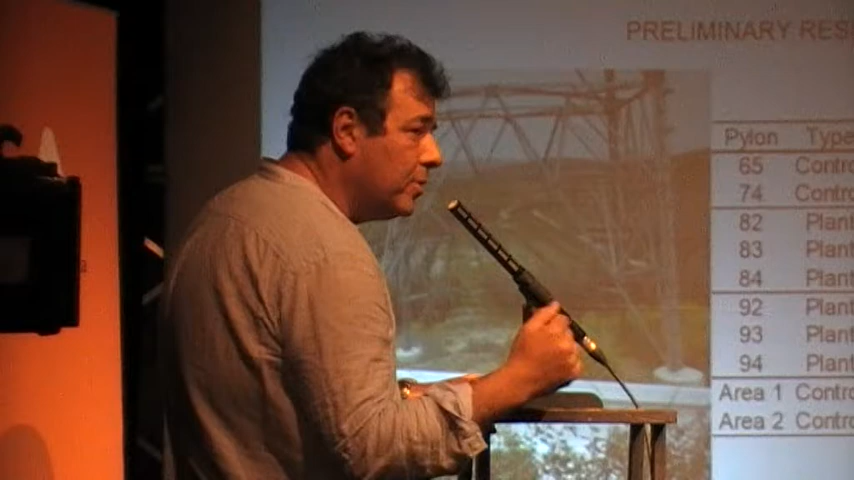 PRELIMINARY RES
Pylon Type
65 Contro
74 Contro
82 Plant
83 Plant
84 Plant
92 Plant
93 Plant
94 Plant
Area 1 Contro
Area 2 Contro